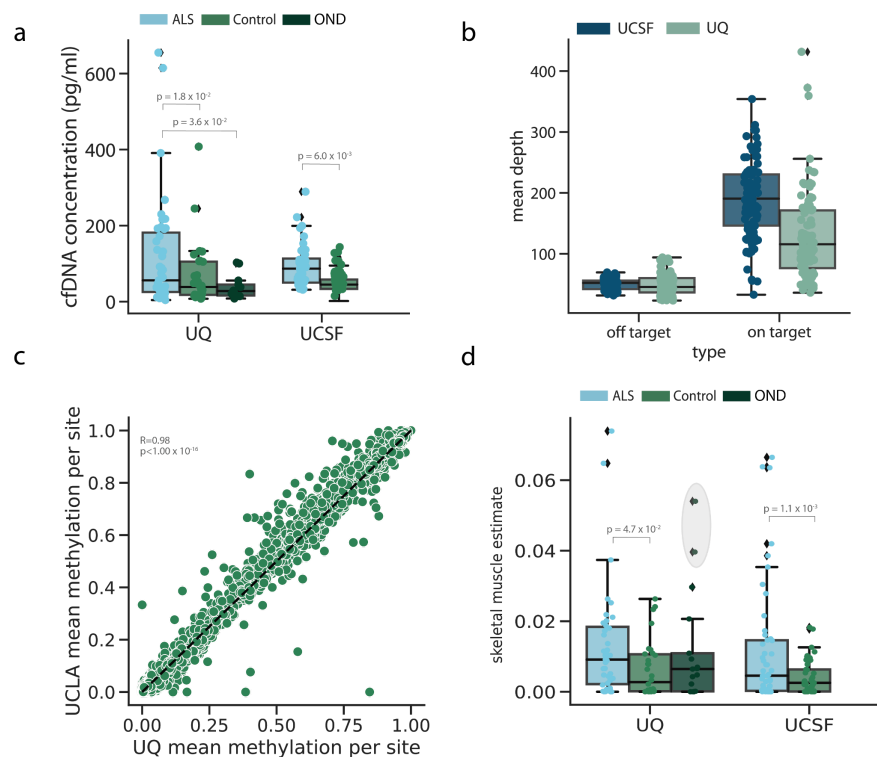 a
ALS Control OND
cfDNA concentration (pg/ml)
600
400
200
0
p = 1.8 x 10⁻²
p = 3.6 x 10⁻²
p = 6.0 x 10⁻³
UQ UCSF
b
UCSF UQ
mean depth
400
300
200
100
off target on target
type
c
UCLA mean methylation per site
1.0
0.8
0.6
0.4
0.2
0.0
R=0.98
p<1.00 x 10⁻¹⁶
0.00 0.25 0.50 0.75 1.00
UQ mean methylation per site
d
ALS Control OND
skeletal muscle estimate
0.06
0.04
0.02
0.00
p = 4.7 x 10⁻²
p = 1.1 x 10⁻³
UQ UCSF